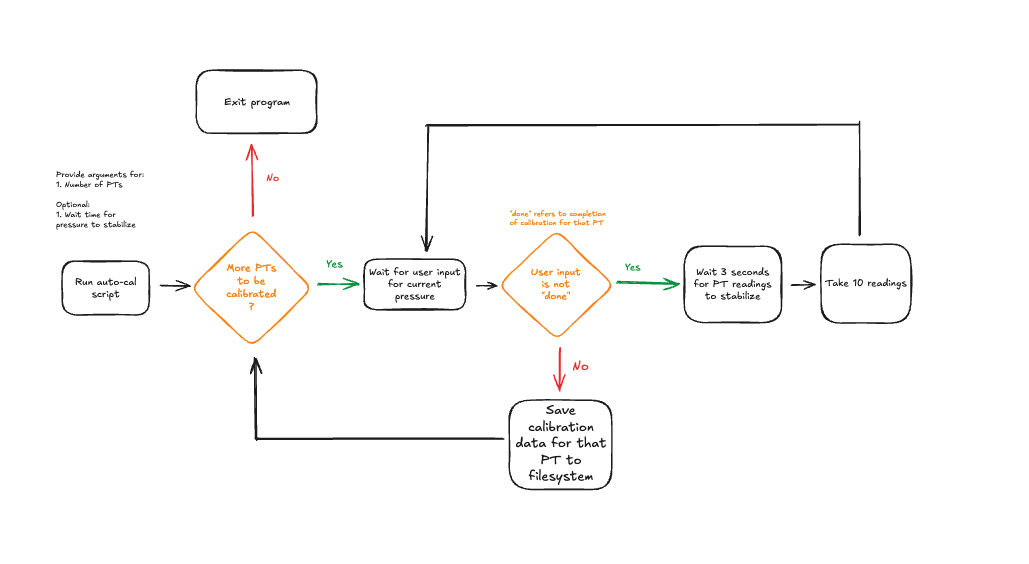 Exit program
No
Provide arguments for:
1. Number of PTs
Optional:
1. Wait time for
pressure to stabilize
Run auto-cal
script
More PTs
to be
calibrated
?
Yes
Wait for user input
for current
pressure
"done" refers to completion
of calibration for that PT
User input
is not
"done"
Yes
Wait 3 seconds
for PT readings
to stabilize
Take 10 readings
No
Save
calibration
data for that
PT to
filesystem